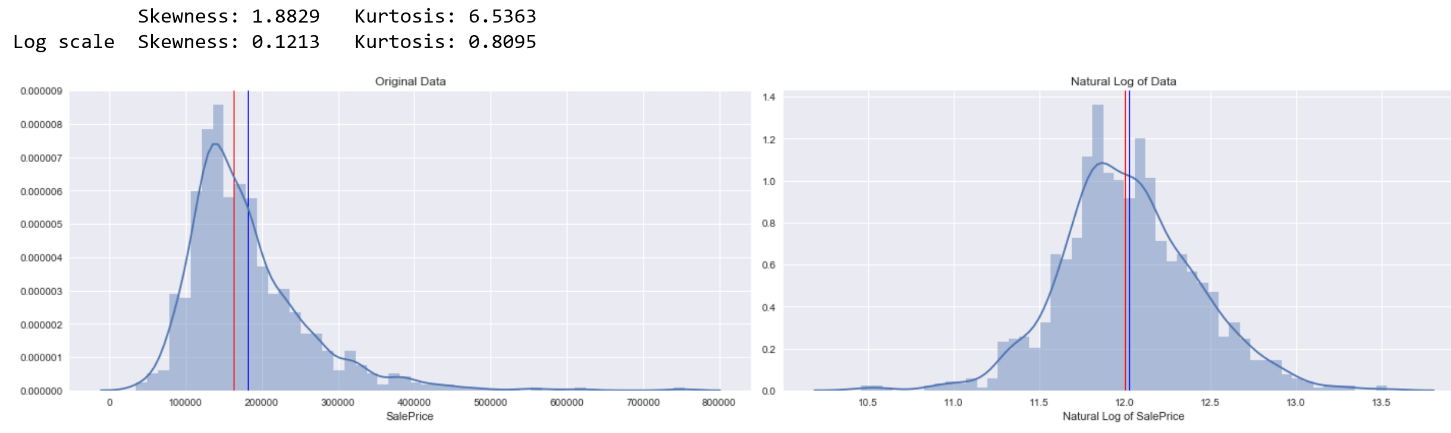 Skewness: 1.8829 Kurtosis: 6.5363
Log scale Skewness: 0.1213 Kurtosis: 0.8095
Original Data
0.000009
0.000008
0.000007
0.000006
0.000005
0.000004
0.000003
0.000002
0.000001
0.000000
0 100000 200000 300000 400000 500000 600000 700000 800000
SalePrice
Natural Log of Data
1.4
1.2
1.0
0.8
0.6
0.4
0.2
0.0
10.5 11.0 11.5 12.0 12.5 13.0 13.5
Natural Log of SalePrice